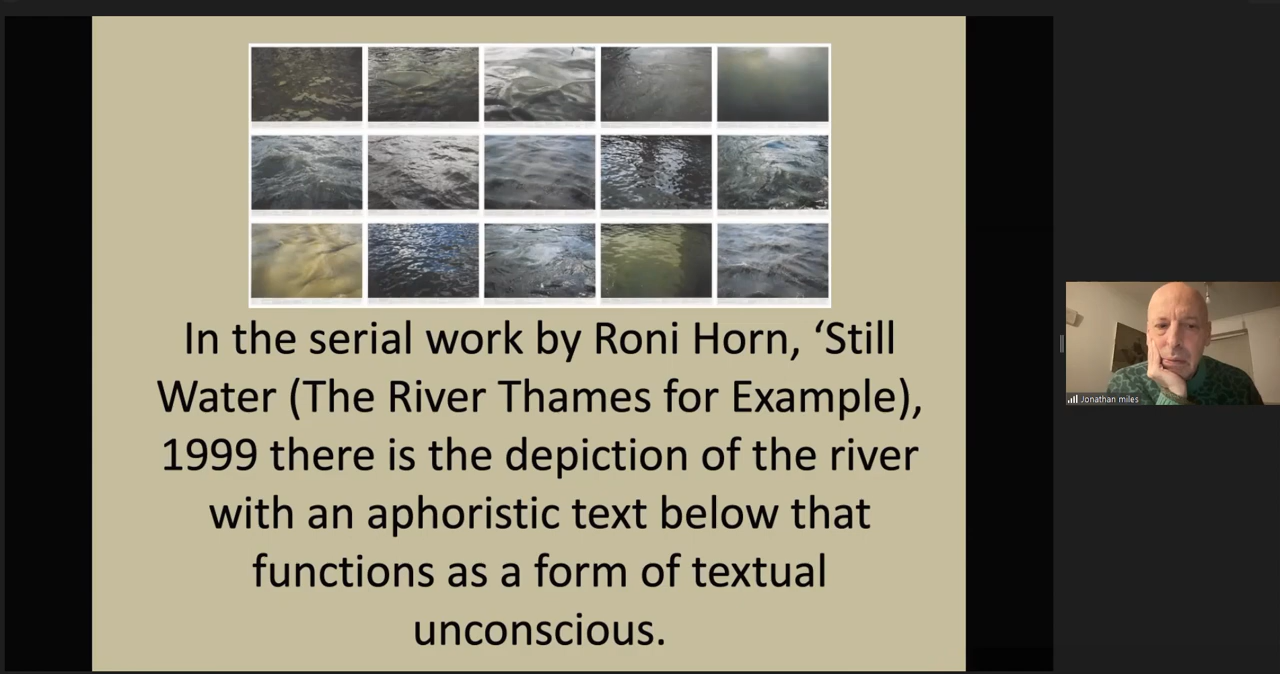 In the serial work by Roni Horn, ‘Still
Water (The River Thames for Example),
1999 there is the depiction of the river
with an aphoristic text below that
functions as a form of textual
unconscious.
Jonathan miles